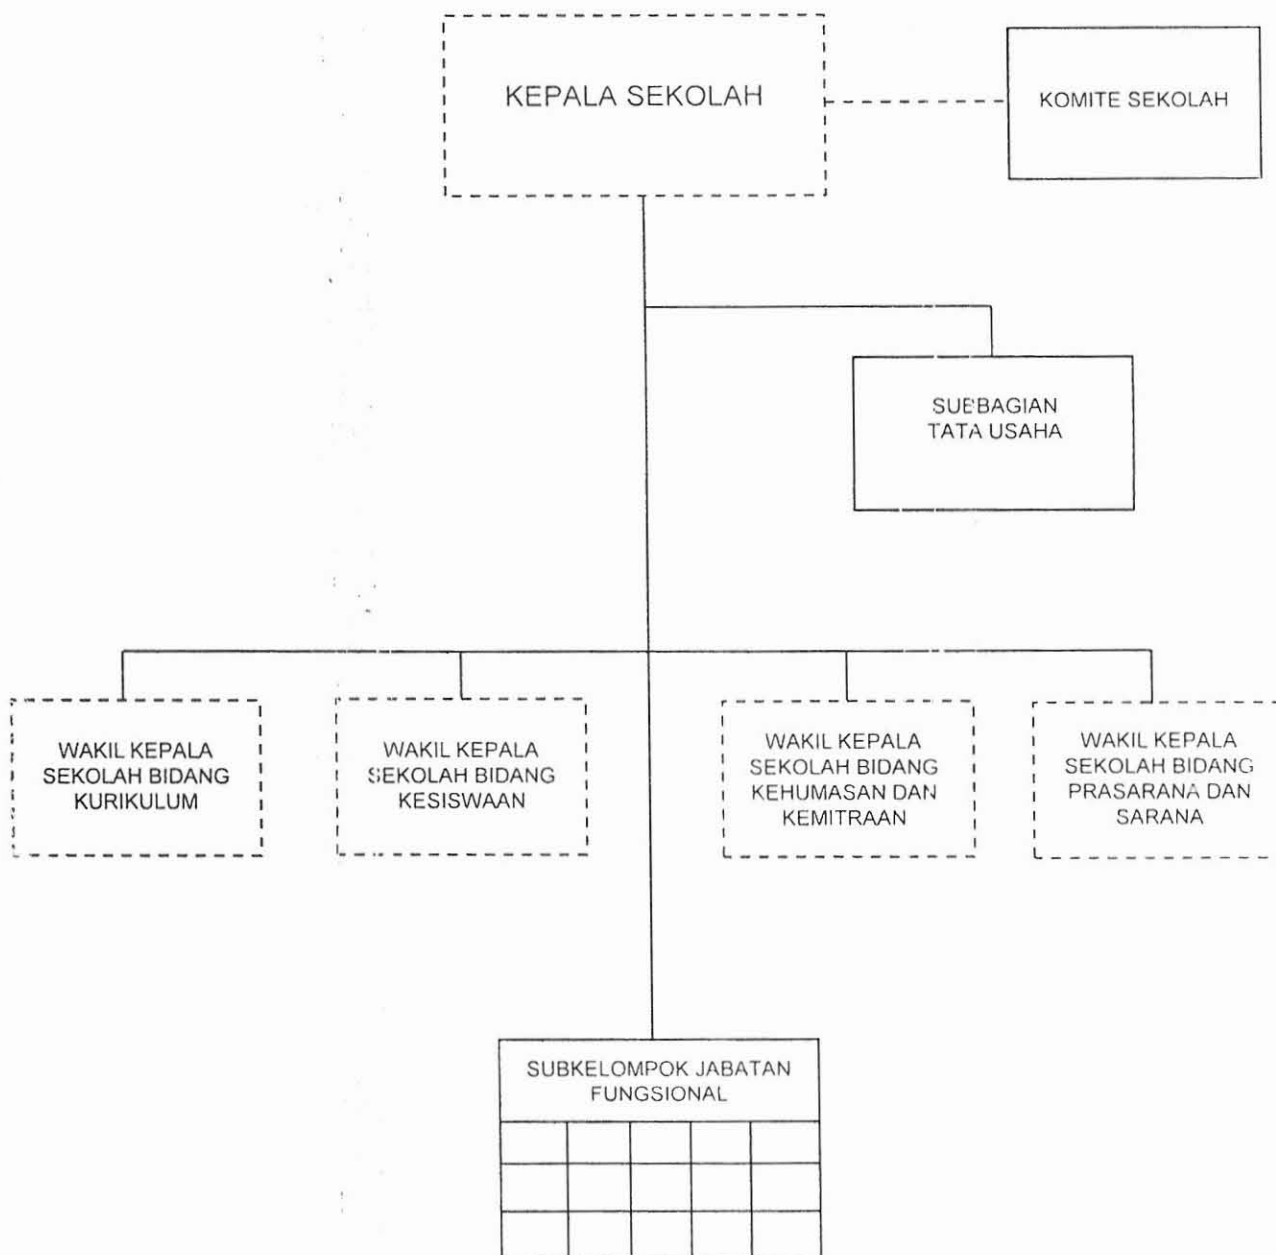 KEPALA SEKOLAH
KOMITE SEKOLAH
SUBBAGIAN
TATA USAHA
WAKIL KEPALA
SEKOLAH BIDANG
KURIKULUM
WAKIL KEPALA
SEKOLAH BIDANG
KESISWAAN
WAKIL KEPALA
SEKOLAH BIDANG
KEHUMASAN DAN
KEMITRAAN
WAKIL KEPALA
SEKOLAH BIDANG
PRASARANA DAN
SARANA
SUBKELOMPOK JABATAN
FUNGSIONAL